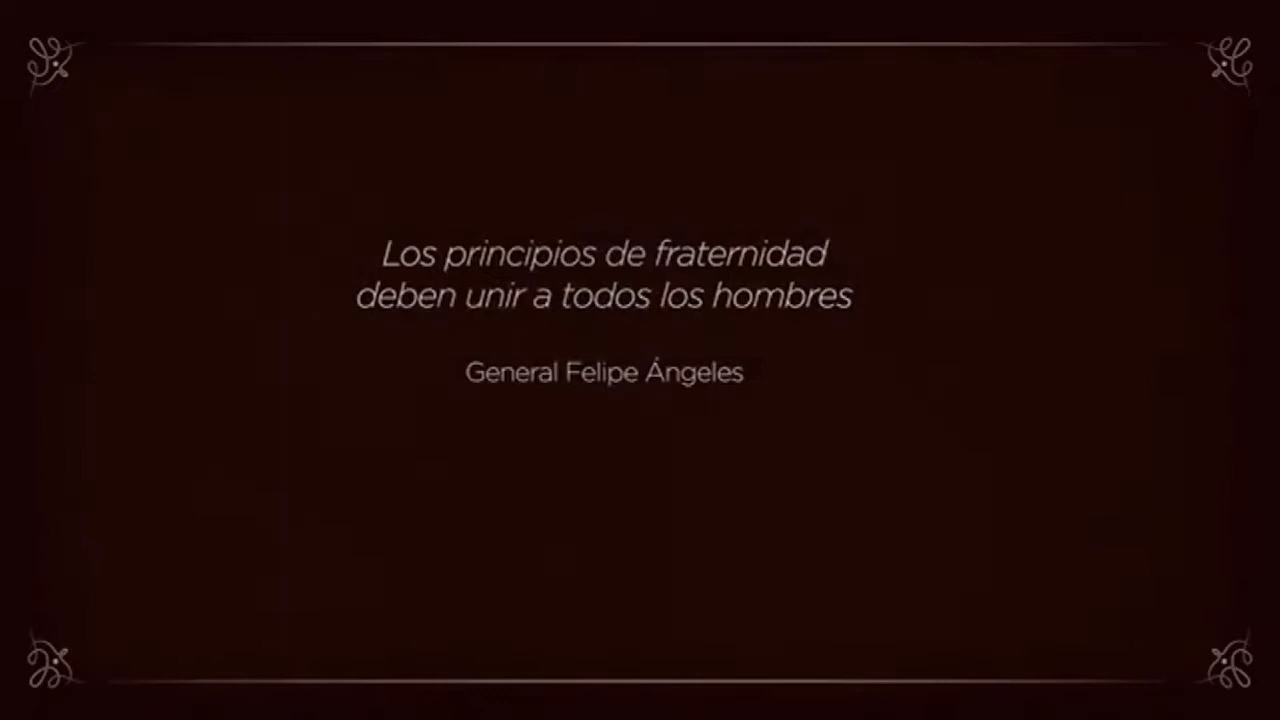 Los principios de fraternidad
deben unir a todos los hombres
General Felipe Ángeles